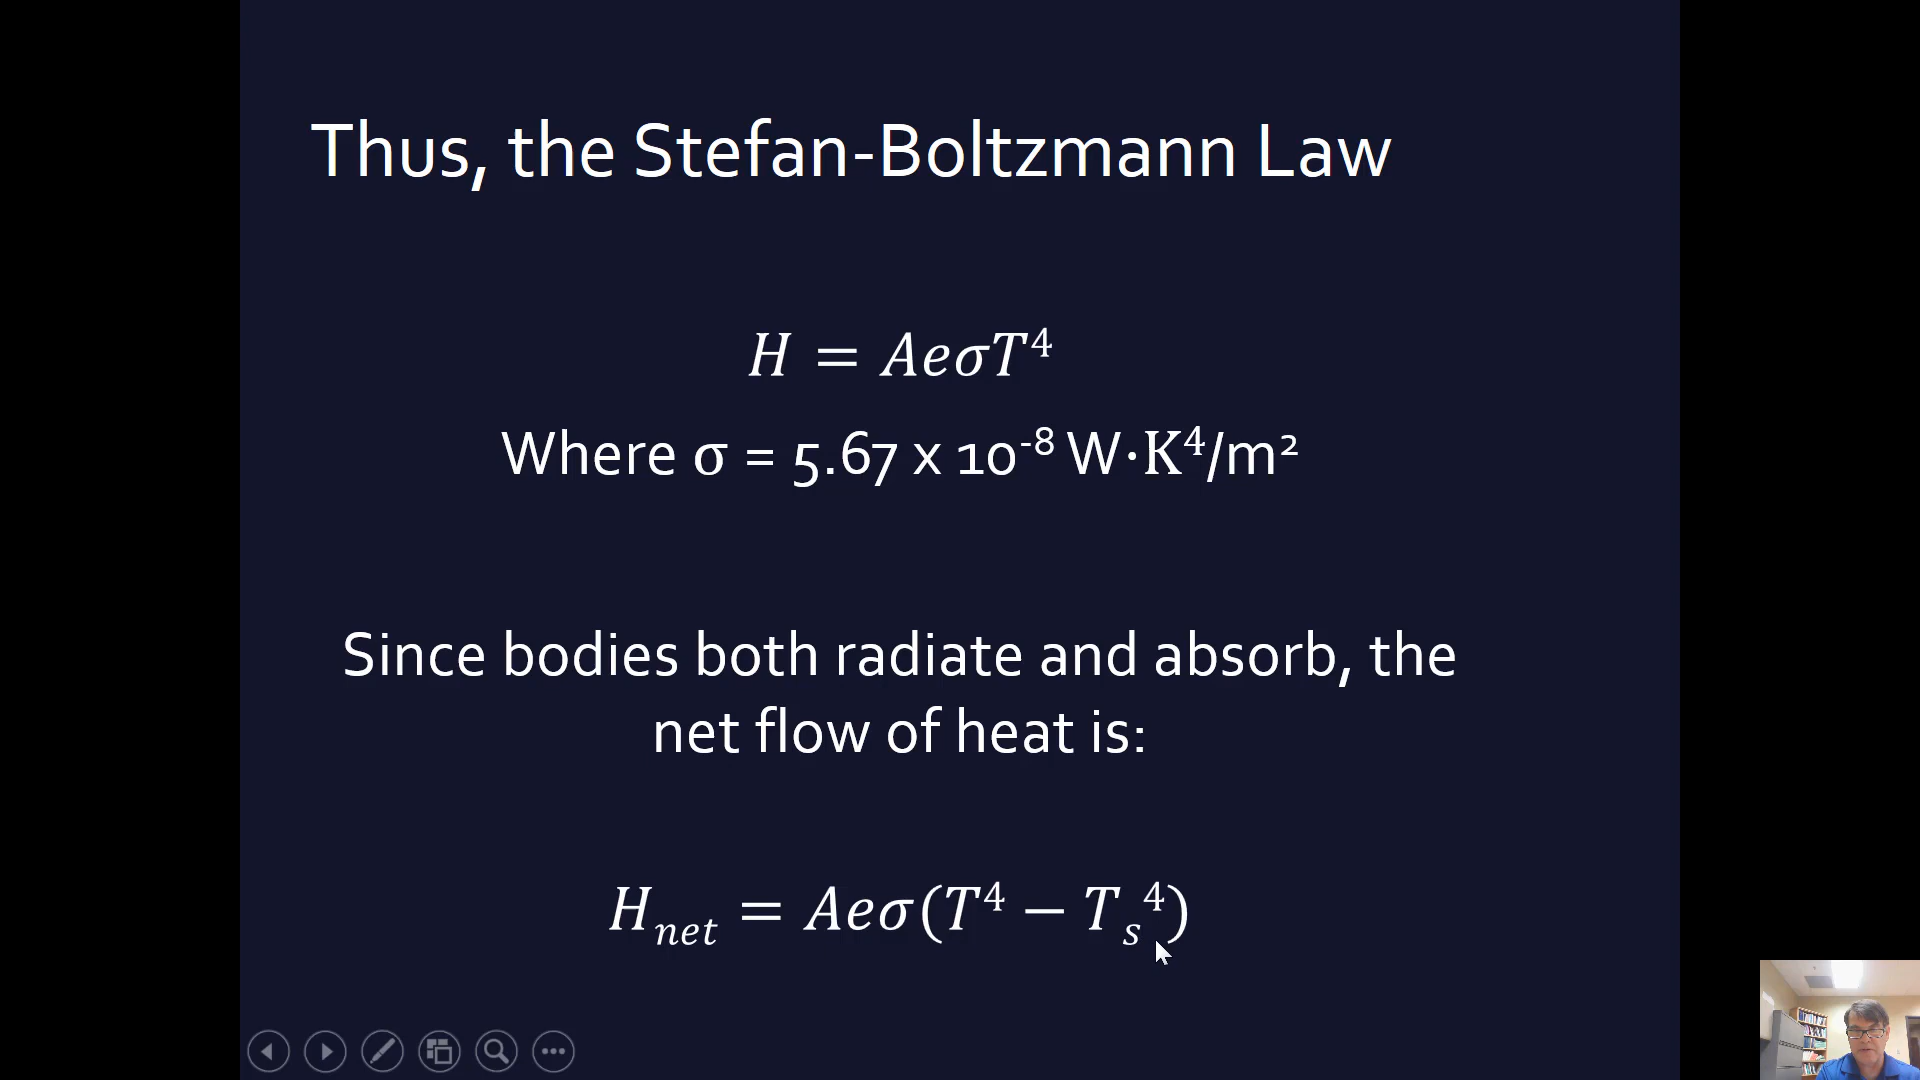 Thus, the Stefan-Boltzmann Law
H = AeσT⁴
Where σ = 5.67 x 10⁻⁸ W·K⁴/m²
Since bodies both radiate and absorb, the
net flow of heat is:
Hₙₑₜ = Aeσ(T⁴ − Tₛ⁴)